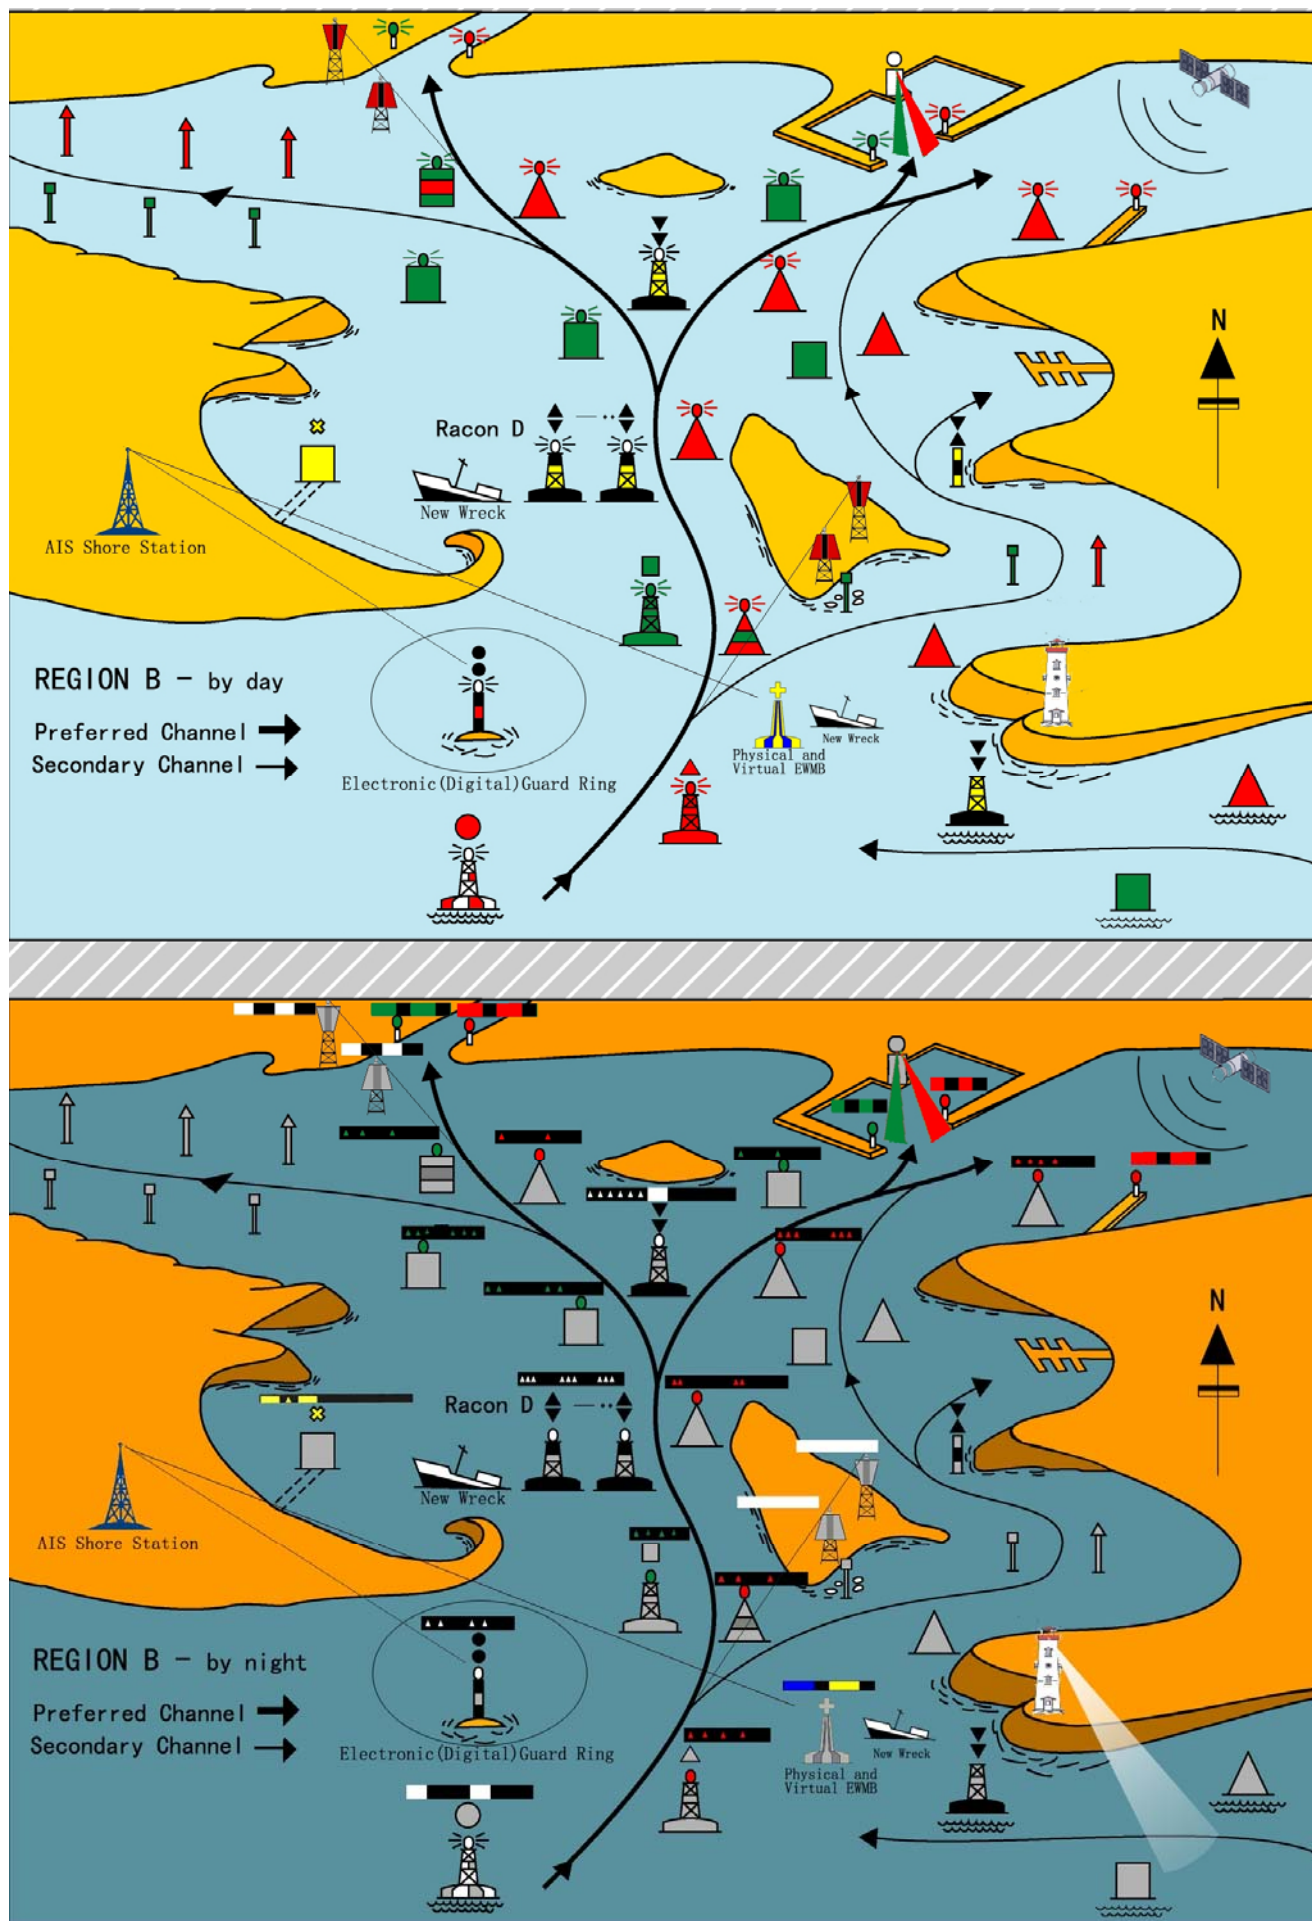 N
Racon D
New Wreck
AIS Shore Station
REGION B - by day
Preferred Channel
Secondary Channel
Electronic(Digital)Guard Ring
Physical and
Virtual EWMB
New Wreck
N
Racon D
New Wreck
AIS Shore Station
REGION B - by night
Preferred Channel
Secondary Channel
Electronic(Digital)Guard Ring
Physical and
Virtual EWMB
New Wreck